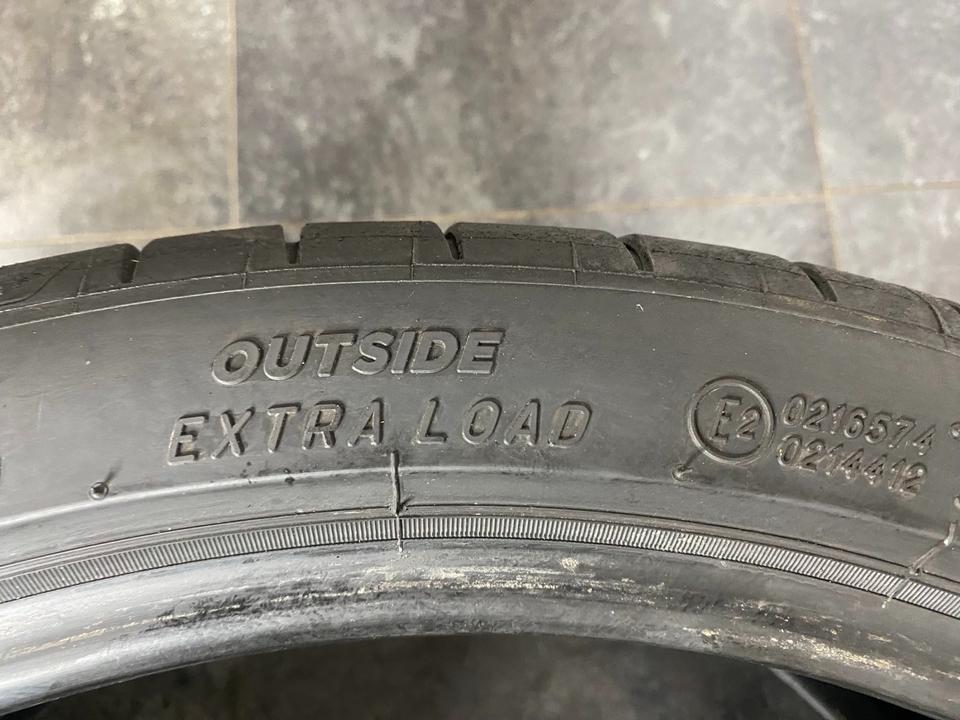 OUTSIDE
EXTRA LOAD
E2 0216574
0214412